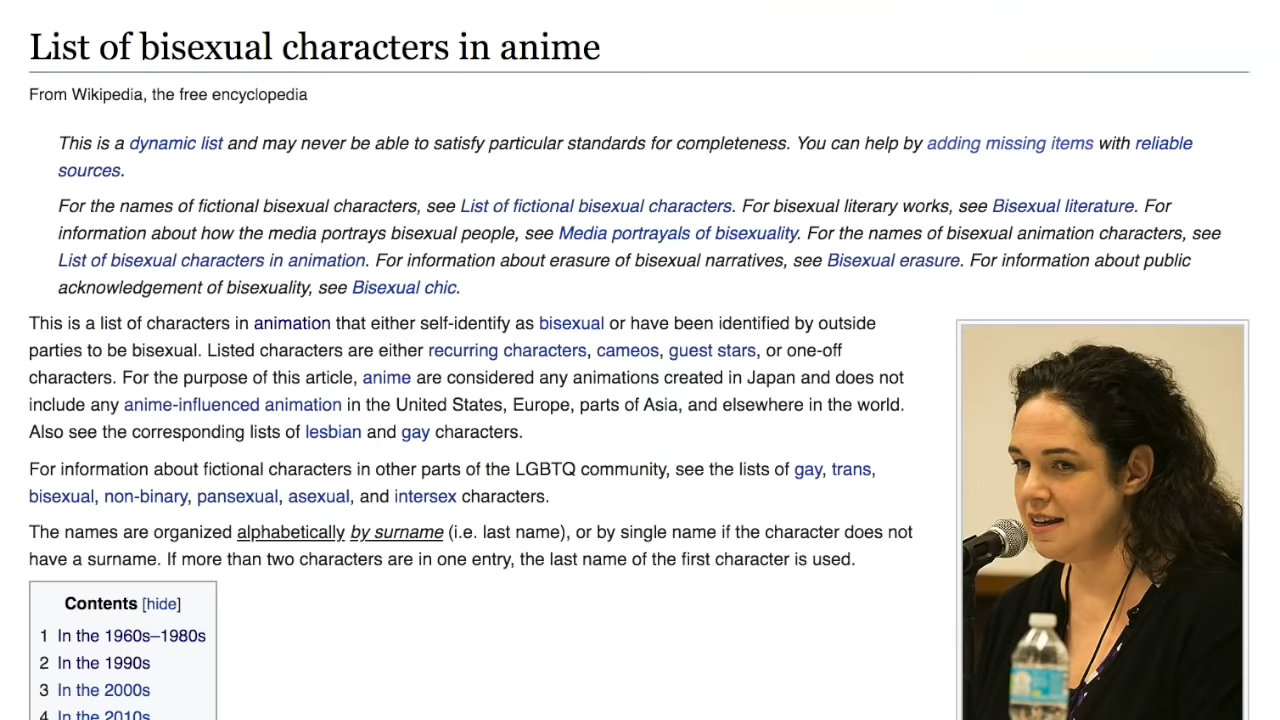 List of bisexual characters in anime
From Wikipedia, the free encyclopedia
This is a dynamic list and may never be able to satisfy particular standards for completeness. You can help by adding missing items with reliable
sources.
For the names of fictional bisexual characters, see List of fictional bisexual characters. For bisexual literary works, see Bisexual literature. For
information about how the media portrays bisexual people, see Media portrayals of bisexuality. For the names of bisexual animation characters, see
List of bisexual characters in animation. For information about erasure of bisexual narratives, see Bisexual erasure. For information about public
acknowledgement of bisexuality, see Bisexual chic.
This is a list of characters in animation that either self-identify as bisexual or have been identified by outside
parties to be bisexual. Listed characters are either recurring characters, cameos, guest stars, or one-off
characters. For the purpose of this article, anime are considered any animations created in Japan and does not
include any anime-influenced animation in the United States, Europe, parts of Asia, and elsewhere in the world.
Also see the corresponding lists of lesbian and gay characters.
For information about fictional characters in other parts of the LGBTQ community, see the lists of gay, trans,
bisexual, non-binary, pansexual, asexual, and intersex characters.
The names are organized alphabetically by surname (i.e. last name), or by single name if the character does not
have a surname. If more than two characters are in one entry, the last name of the first character is used.
Contents [hide]
1 In the 1960s–1980s
2 In the 1990s
3 In the 2000s
4 In the 2010s